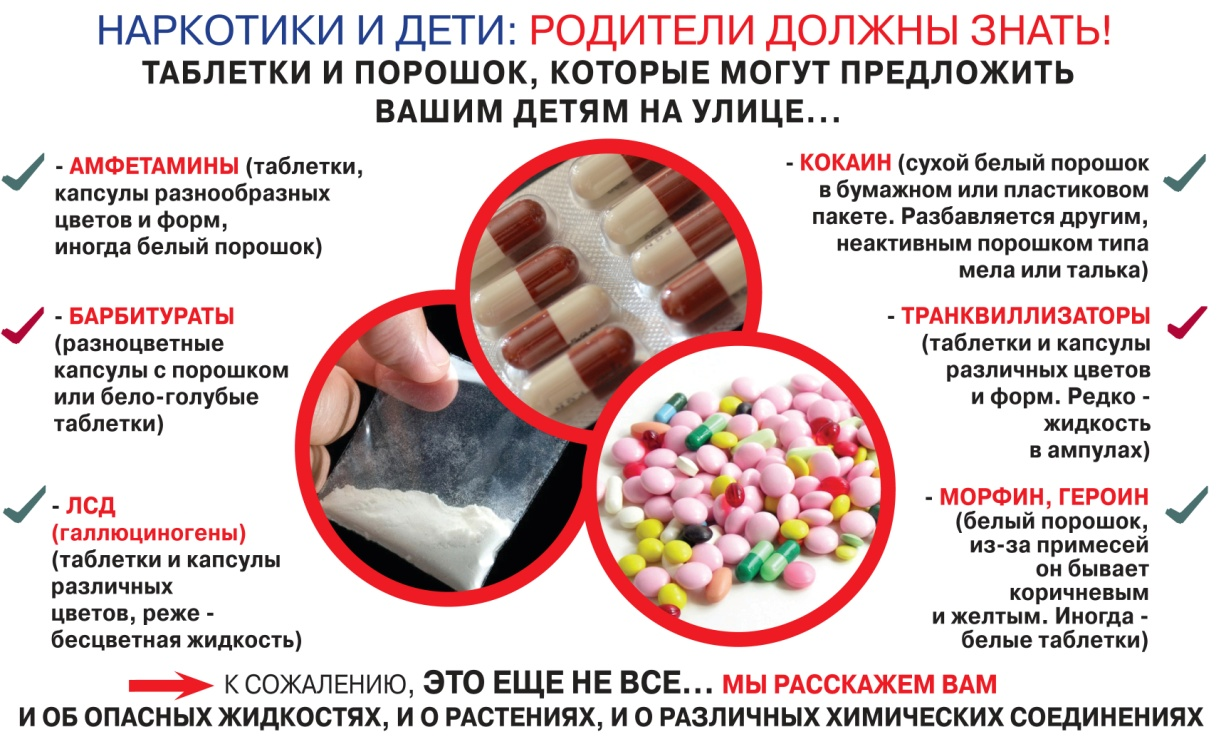 НАРКОТИКИ И ДЕТИ: РОДИТЕЛИ ДОЛЖНЫ ЗНАТЬ!
ТАБЛЕТКИ И ПОРОШОК, КОТОРЫЕ МОГУТ ПРЕДЛОЖИТЬ
ВАШИМ ДЕТЯМ НА УЛИЦЕ...
- АМФЕТАМИНЫ (таблетки,
капсулы разнообразных
цветов и форм,
иногда белый порошок)
- БАРБИТУРАТЫ
(разноцветные
капсулы с порошком
или бело-голубые
таблетки)
- ЛСД
(галлюциногены)
(таблетки и капсулы
различных
цветов, реже -
бесцветная жидкость)
- КОКАИН (сухой белый порошок
в бумажном или пластиковом
пакете. Разбавляется другим,
неактивным порошком типа
мела или талька)
- ТРАНКВИЛЛИЗАТОРЫ
(таблетки и капсулы
различных цветов
и форм. Редко -
жидкость
в ампулах)
- МОРФИН, ГЕРОИН
(белый порошок,
из-за примесей
он бывает
коричневым
и желтым. Иногда -
белые таблетки)
К СОЖАЛЕНИЮ, ЭТО ЕЩЕ НЕ ВСЕ... МЫ РАССКАЖЕМ ВАМ
И ОБ ОПАСНЫХ ЖИДКОСТЯХ, И О РАСТЕНИЯХ, И О РАЗЛИЧНЫХ ХИМИЧЕСКИХ СОЕДИНЕНИЯХ